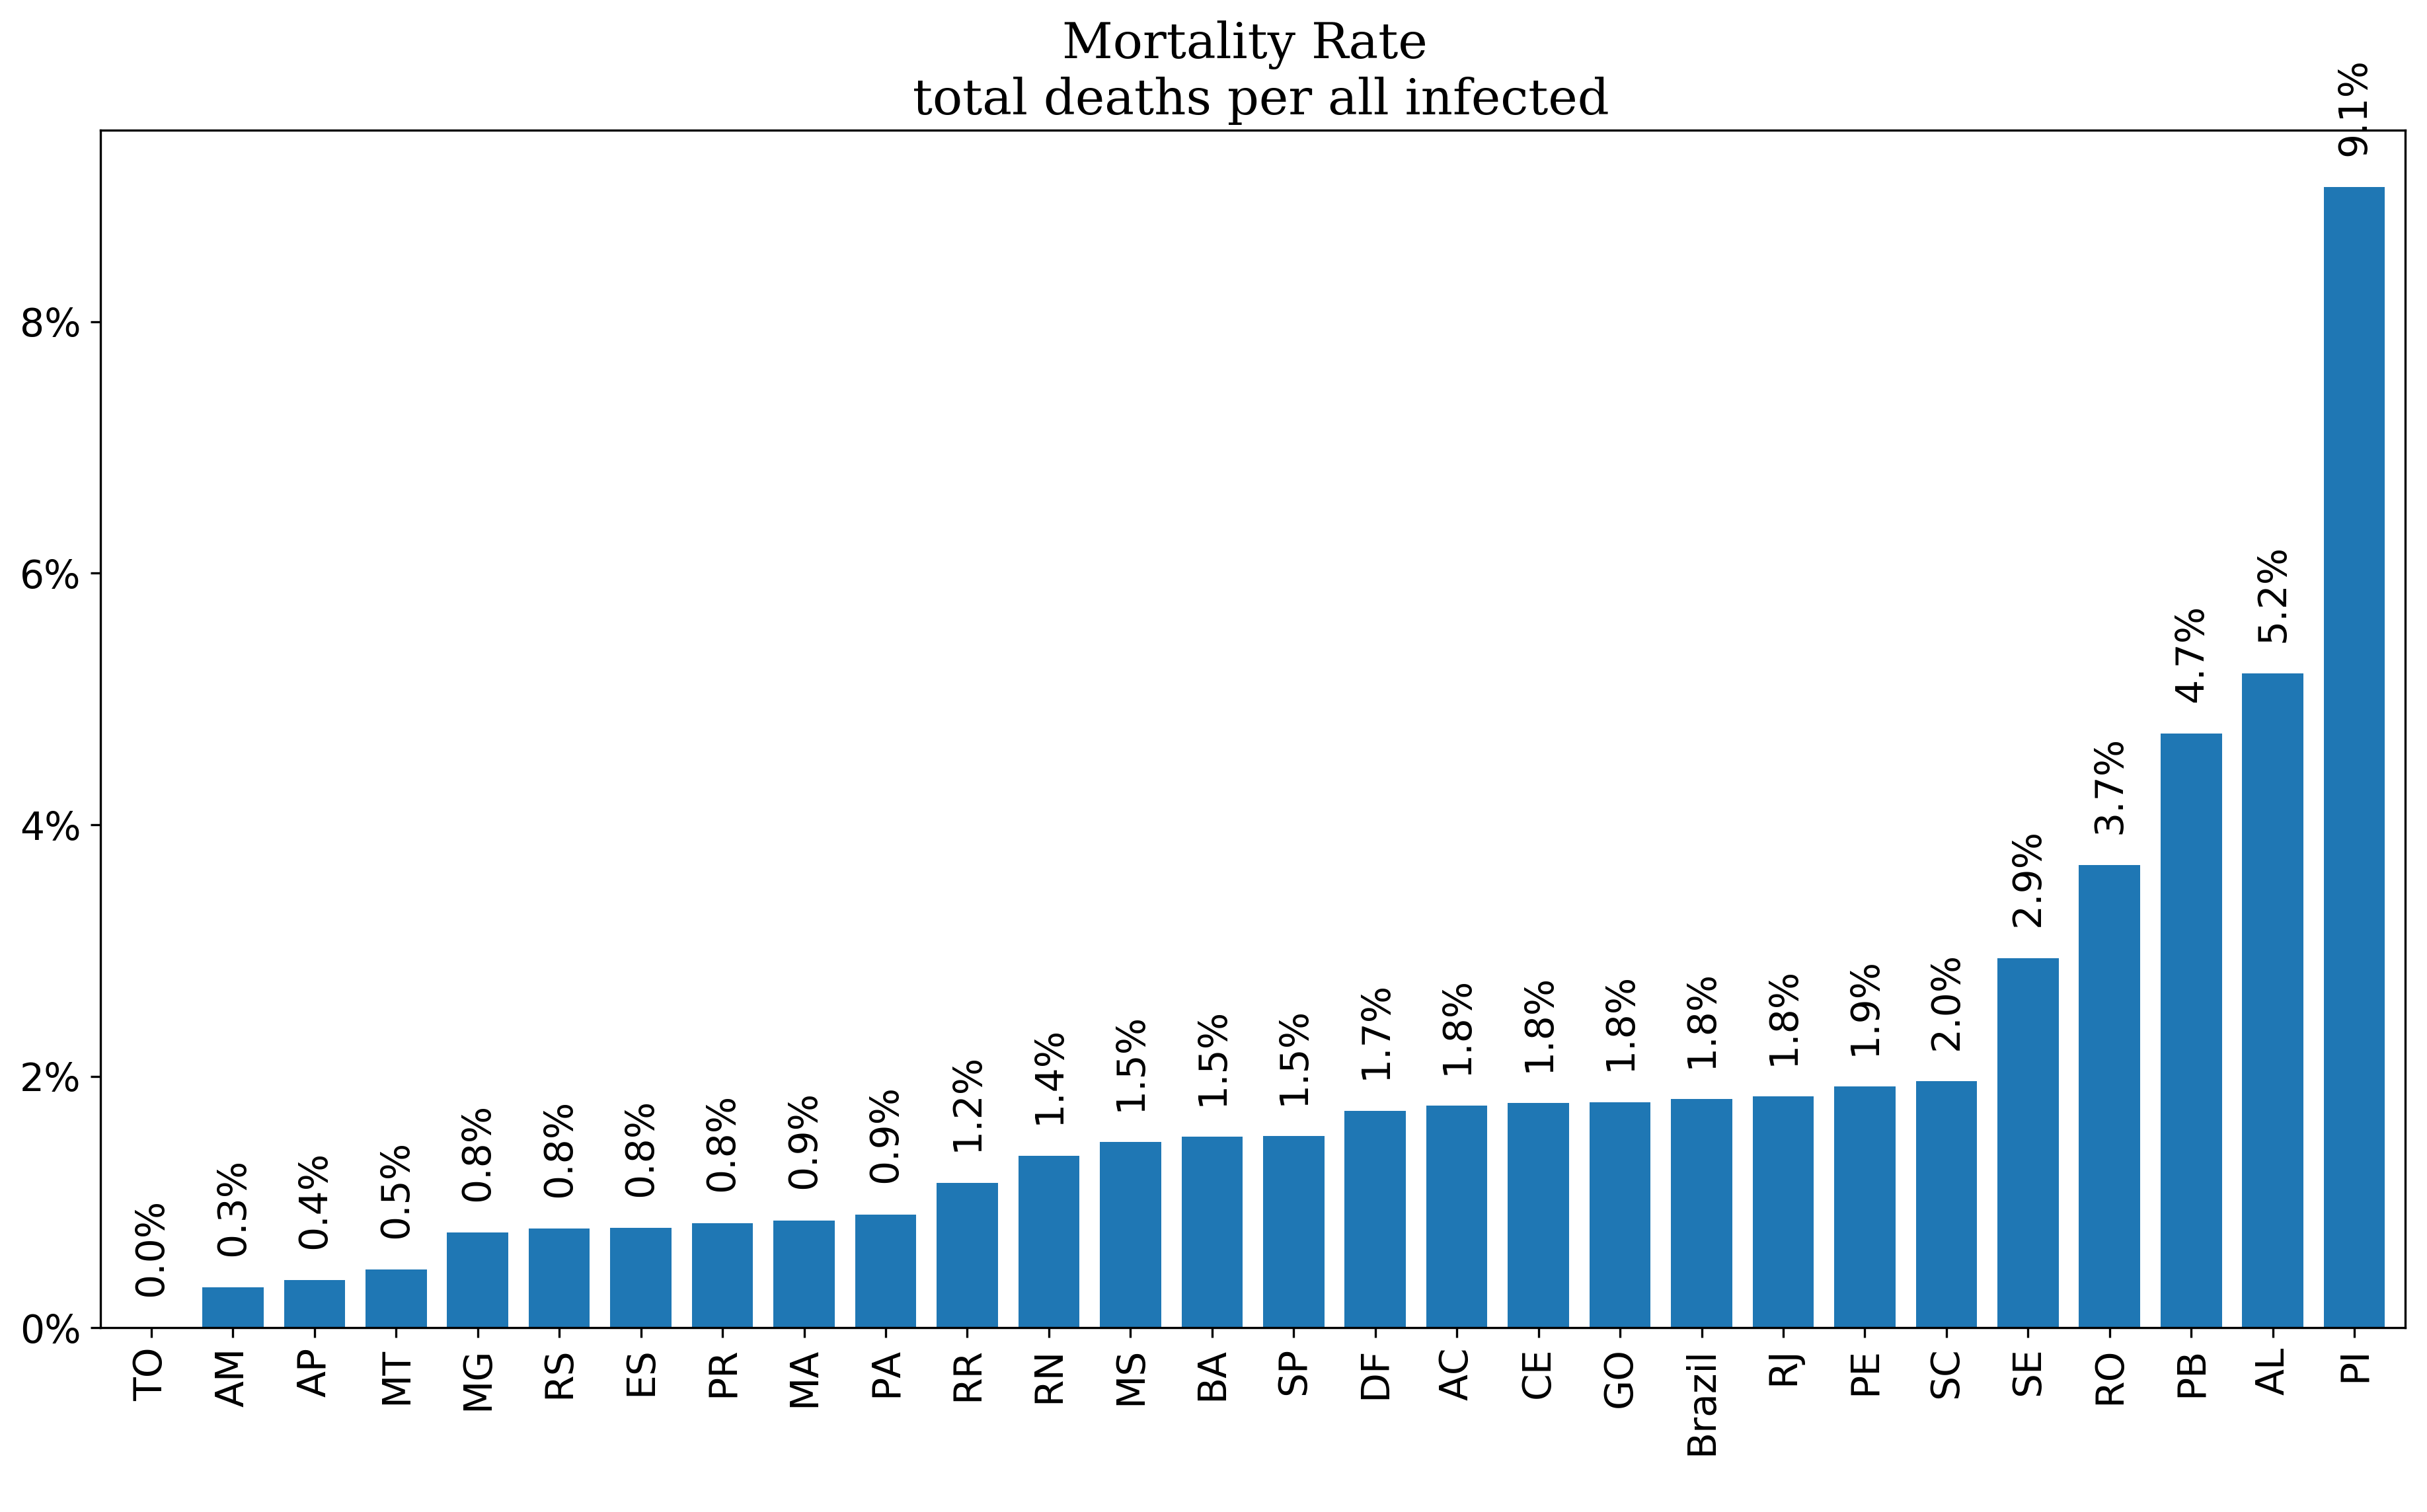 Mortality Rate
total deaths per all infected
8%
6%
4%
2%
0%
0.0%
0.3%
0.4%
0.5%
0.8%
0.8%
0.8%
0.8%
0.9%
0.9%
1.2%
1.4%
1.5%
1.5%
1.5%
1.7%
1.8%
1.8%
1.8%
1.8%
1.8%
1.9%
2.0%
2.9%
3.7%
4.7%
5.2%
9.1%
TO
AM
AP
MT
MG
RS
ES
PR
MA
PA
RR
RN
MS
BA
SP
DF
AC
CE
GO
Brazil
RJ
PE
SC
SE
RO
PB
AL
PI